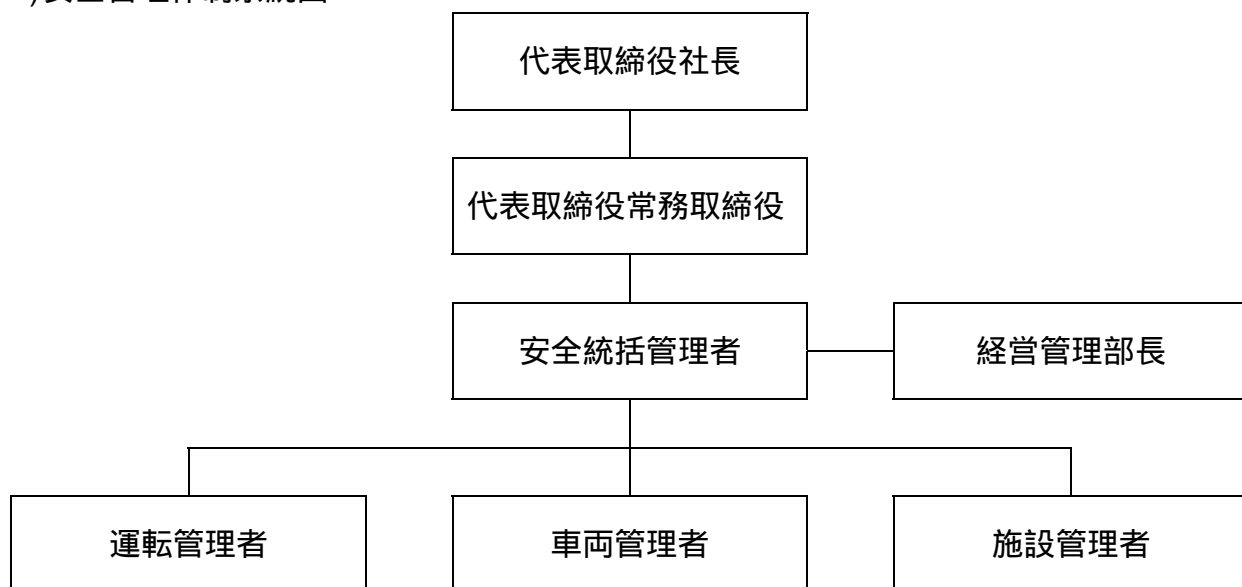 代表取締役社長
代表取締役常務取締役
安全統括管理者
経営管理部長
運転管理者
車両管理者
施設管理者